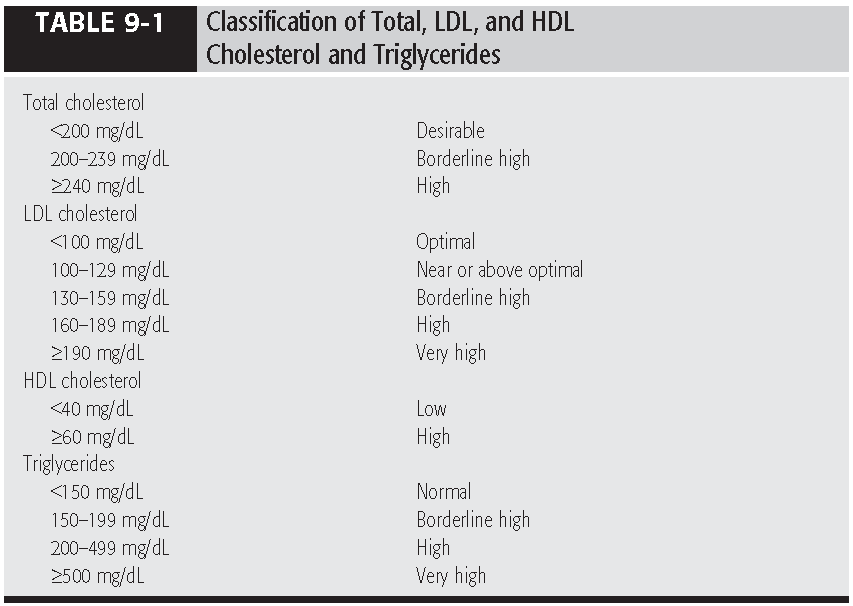 TABLE 9-1
Classification of Total, LDL, and HDL
Cholesterol and Triglycerides
Total cholesterol
<200 mg/dL Desirable
200–239 mg/dL Borderline high
≥240 mg/dL High
LDL cholesterol
<100 mg/dL Optimal
100–129 mg/dL Near or above optimal
130–159 mg/dL Borderline high
160–189 mg/dL High
≥190 mg/dL Very high
HDL cholesterol
<40 mg/dL Low
≥60 mg/dL High
Triglycerides
<150 mg/dL Normal
150–199 mg/dL Borderline high
200–499 mg/dL High
≥500 mg/dL Very high